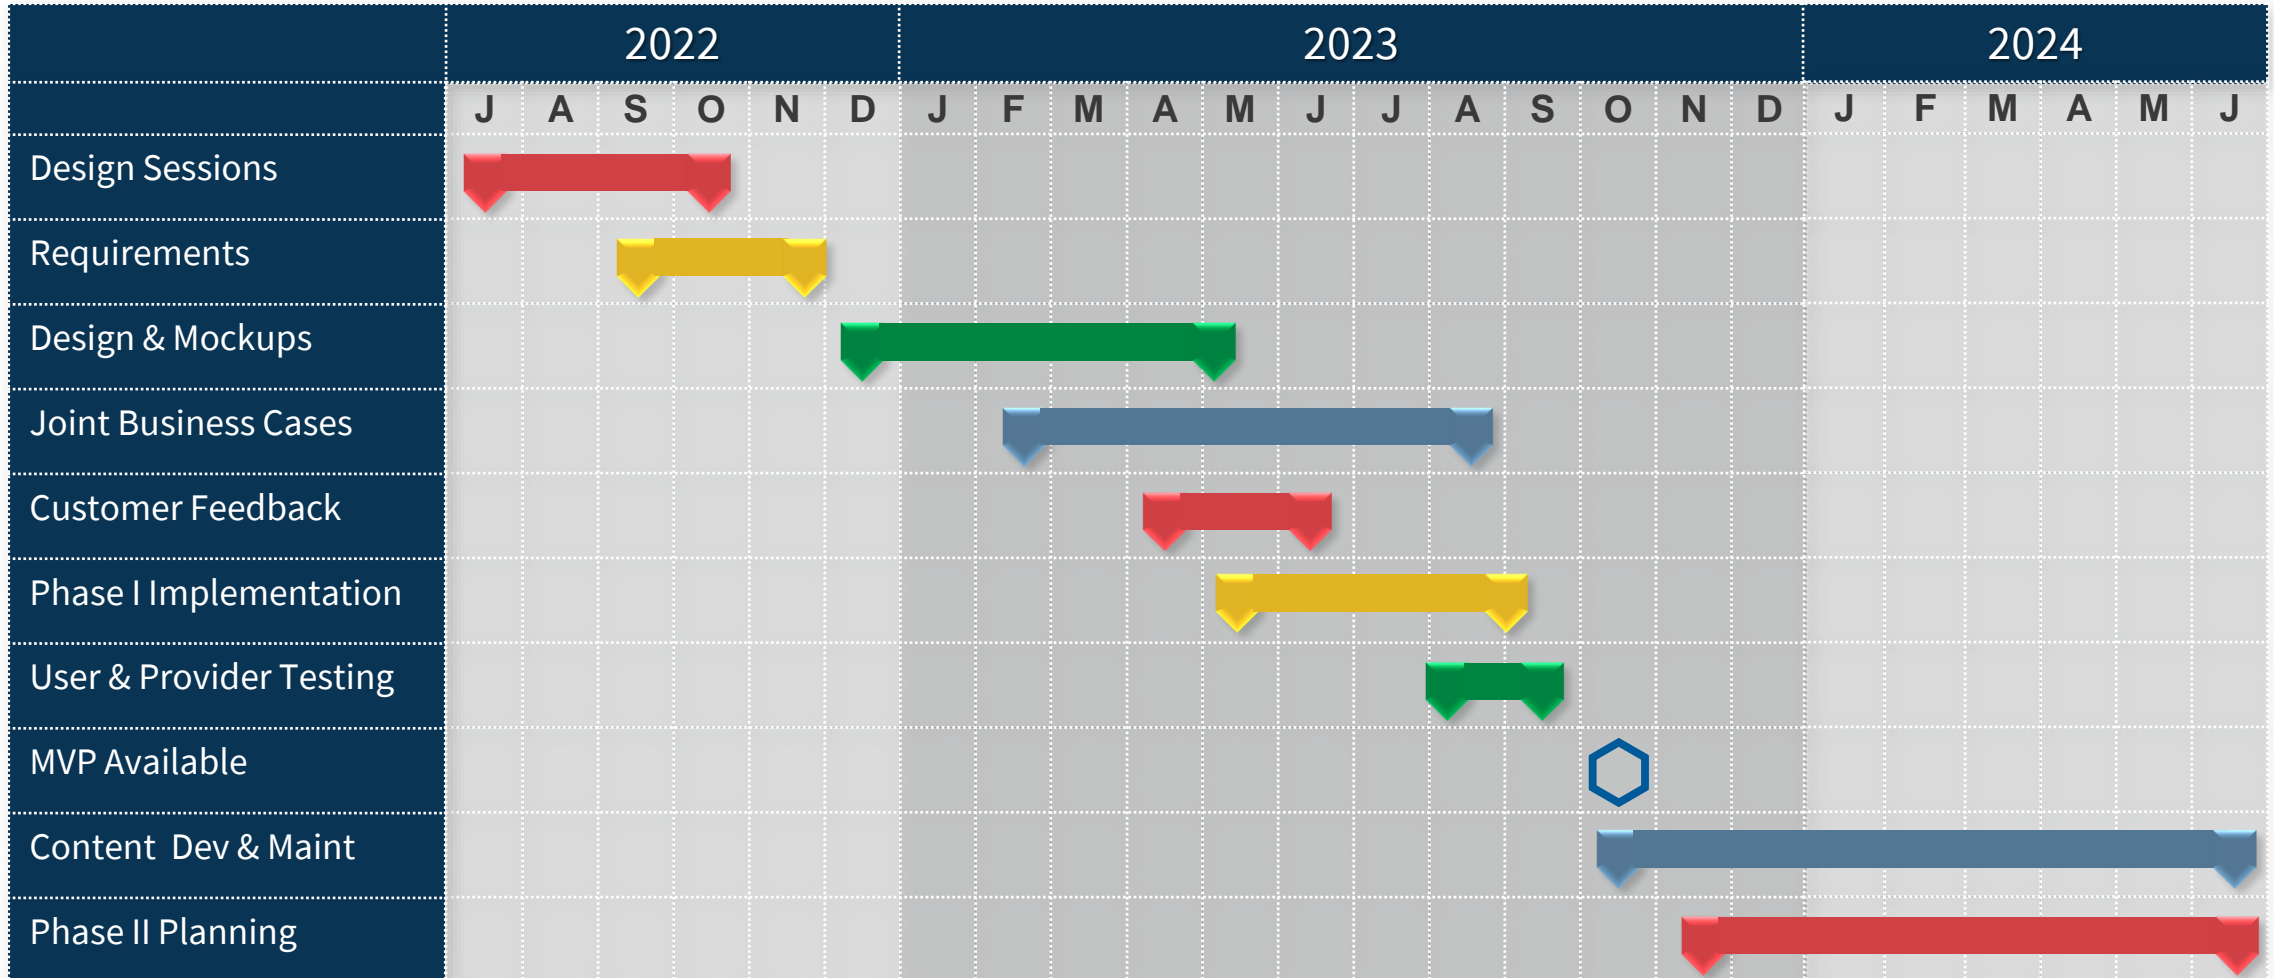 2022 2023 2024
J A S O N D J F M A M J J A S O N D J F M A M J
Design Sessions
Requirements
Design & Mockups
Joint Business Cases
Customer Feedback
Phase I Implementation
User & Provider Testing
MVP Available
Content Dev & Maint
Phase II Planning